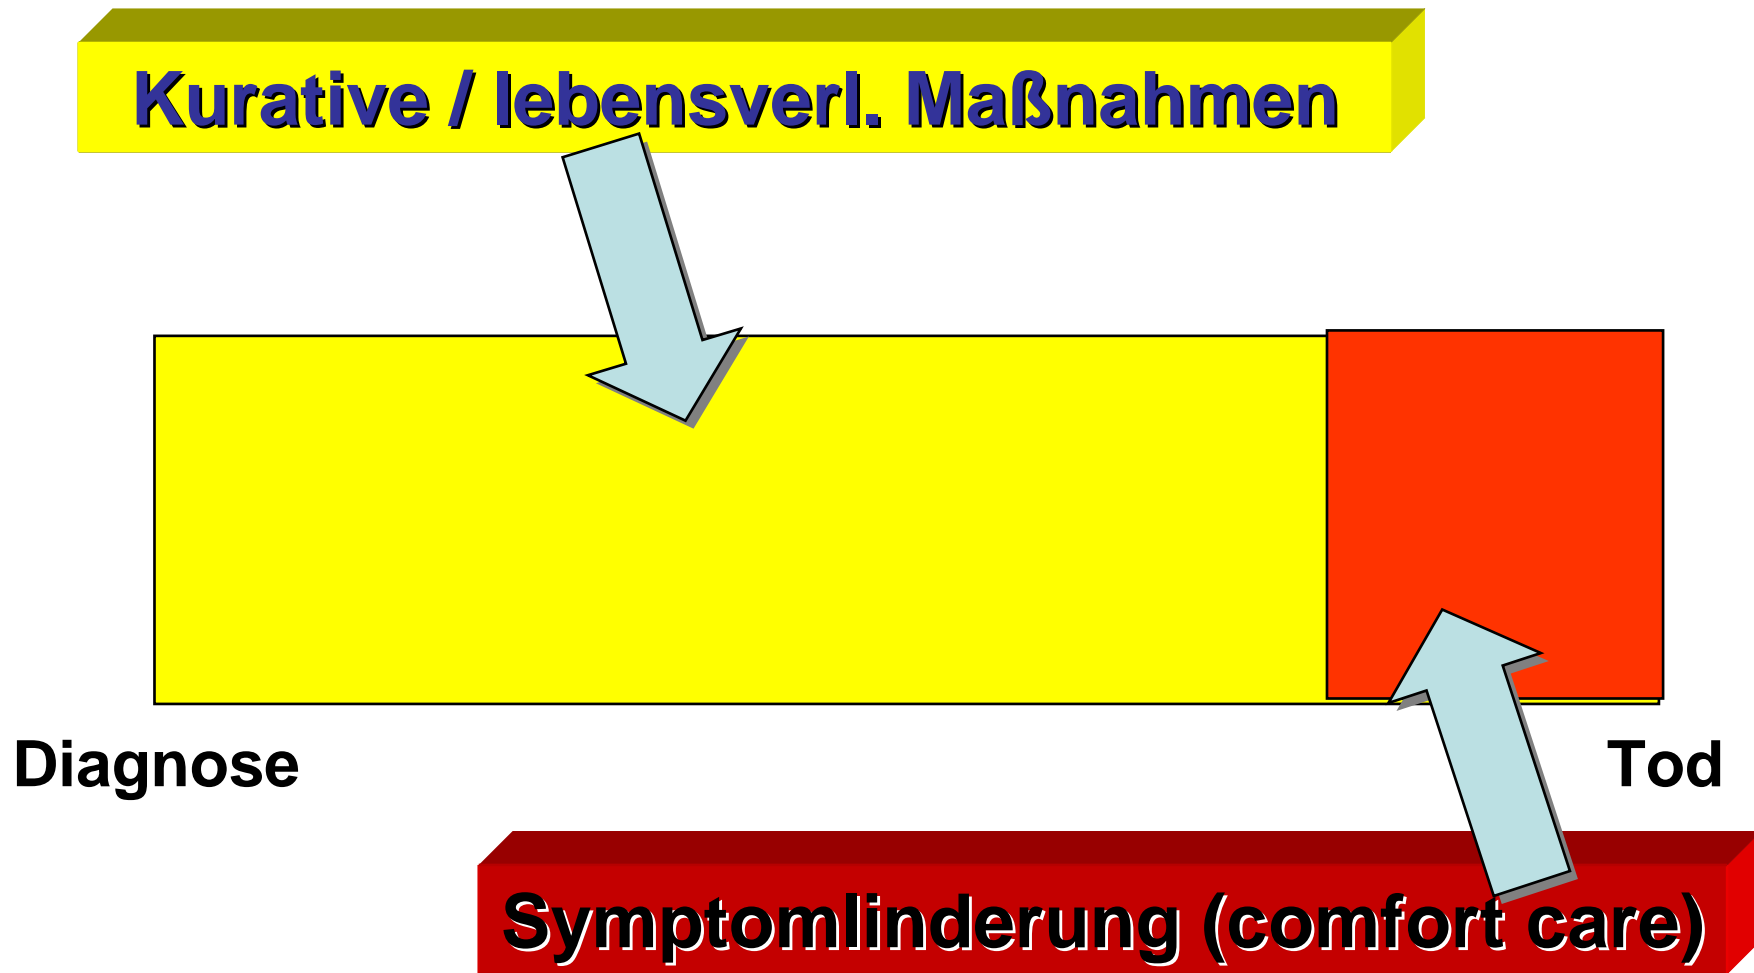 Kurative / lebensverl. Maßnahmen
Diagnose
Tod
Symptomlinderung (comfort care)